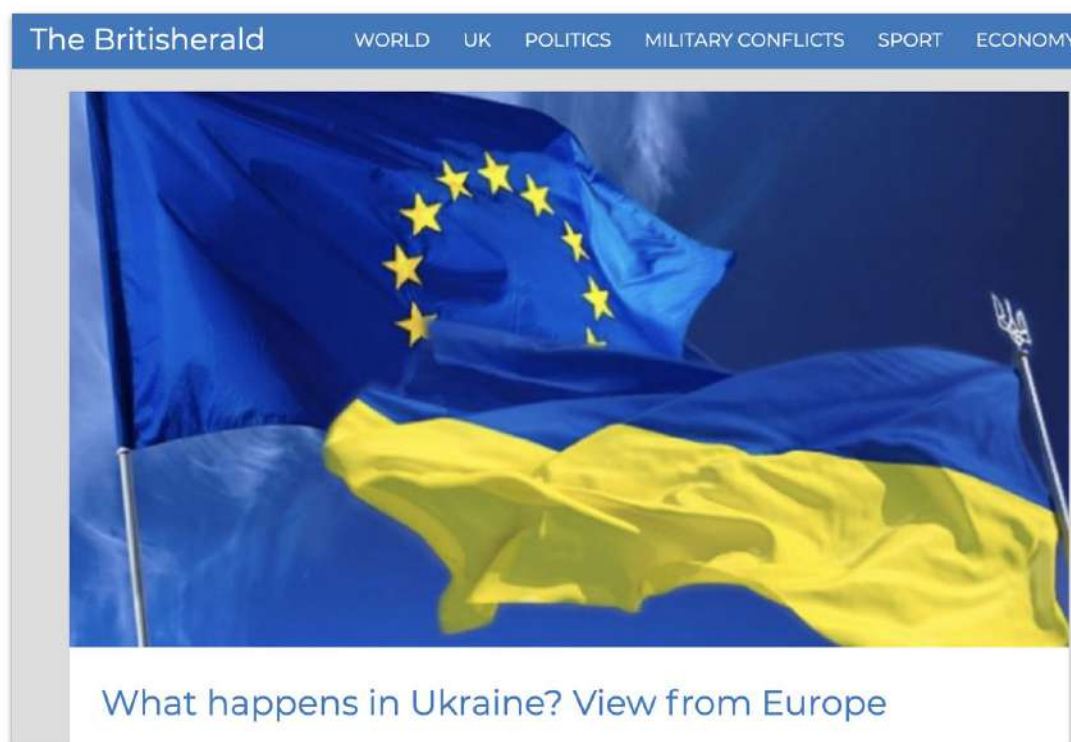 The Britisherald WORLD UK POLITICS MILITARY CONFLICTS SPORT ECONOMY
What happens in Ukraine? View from Europe